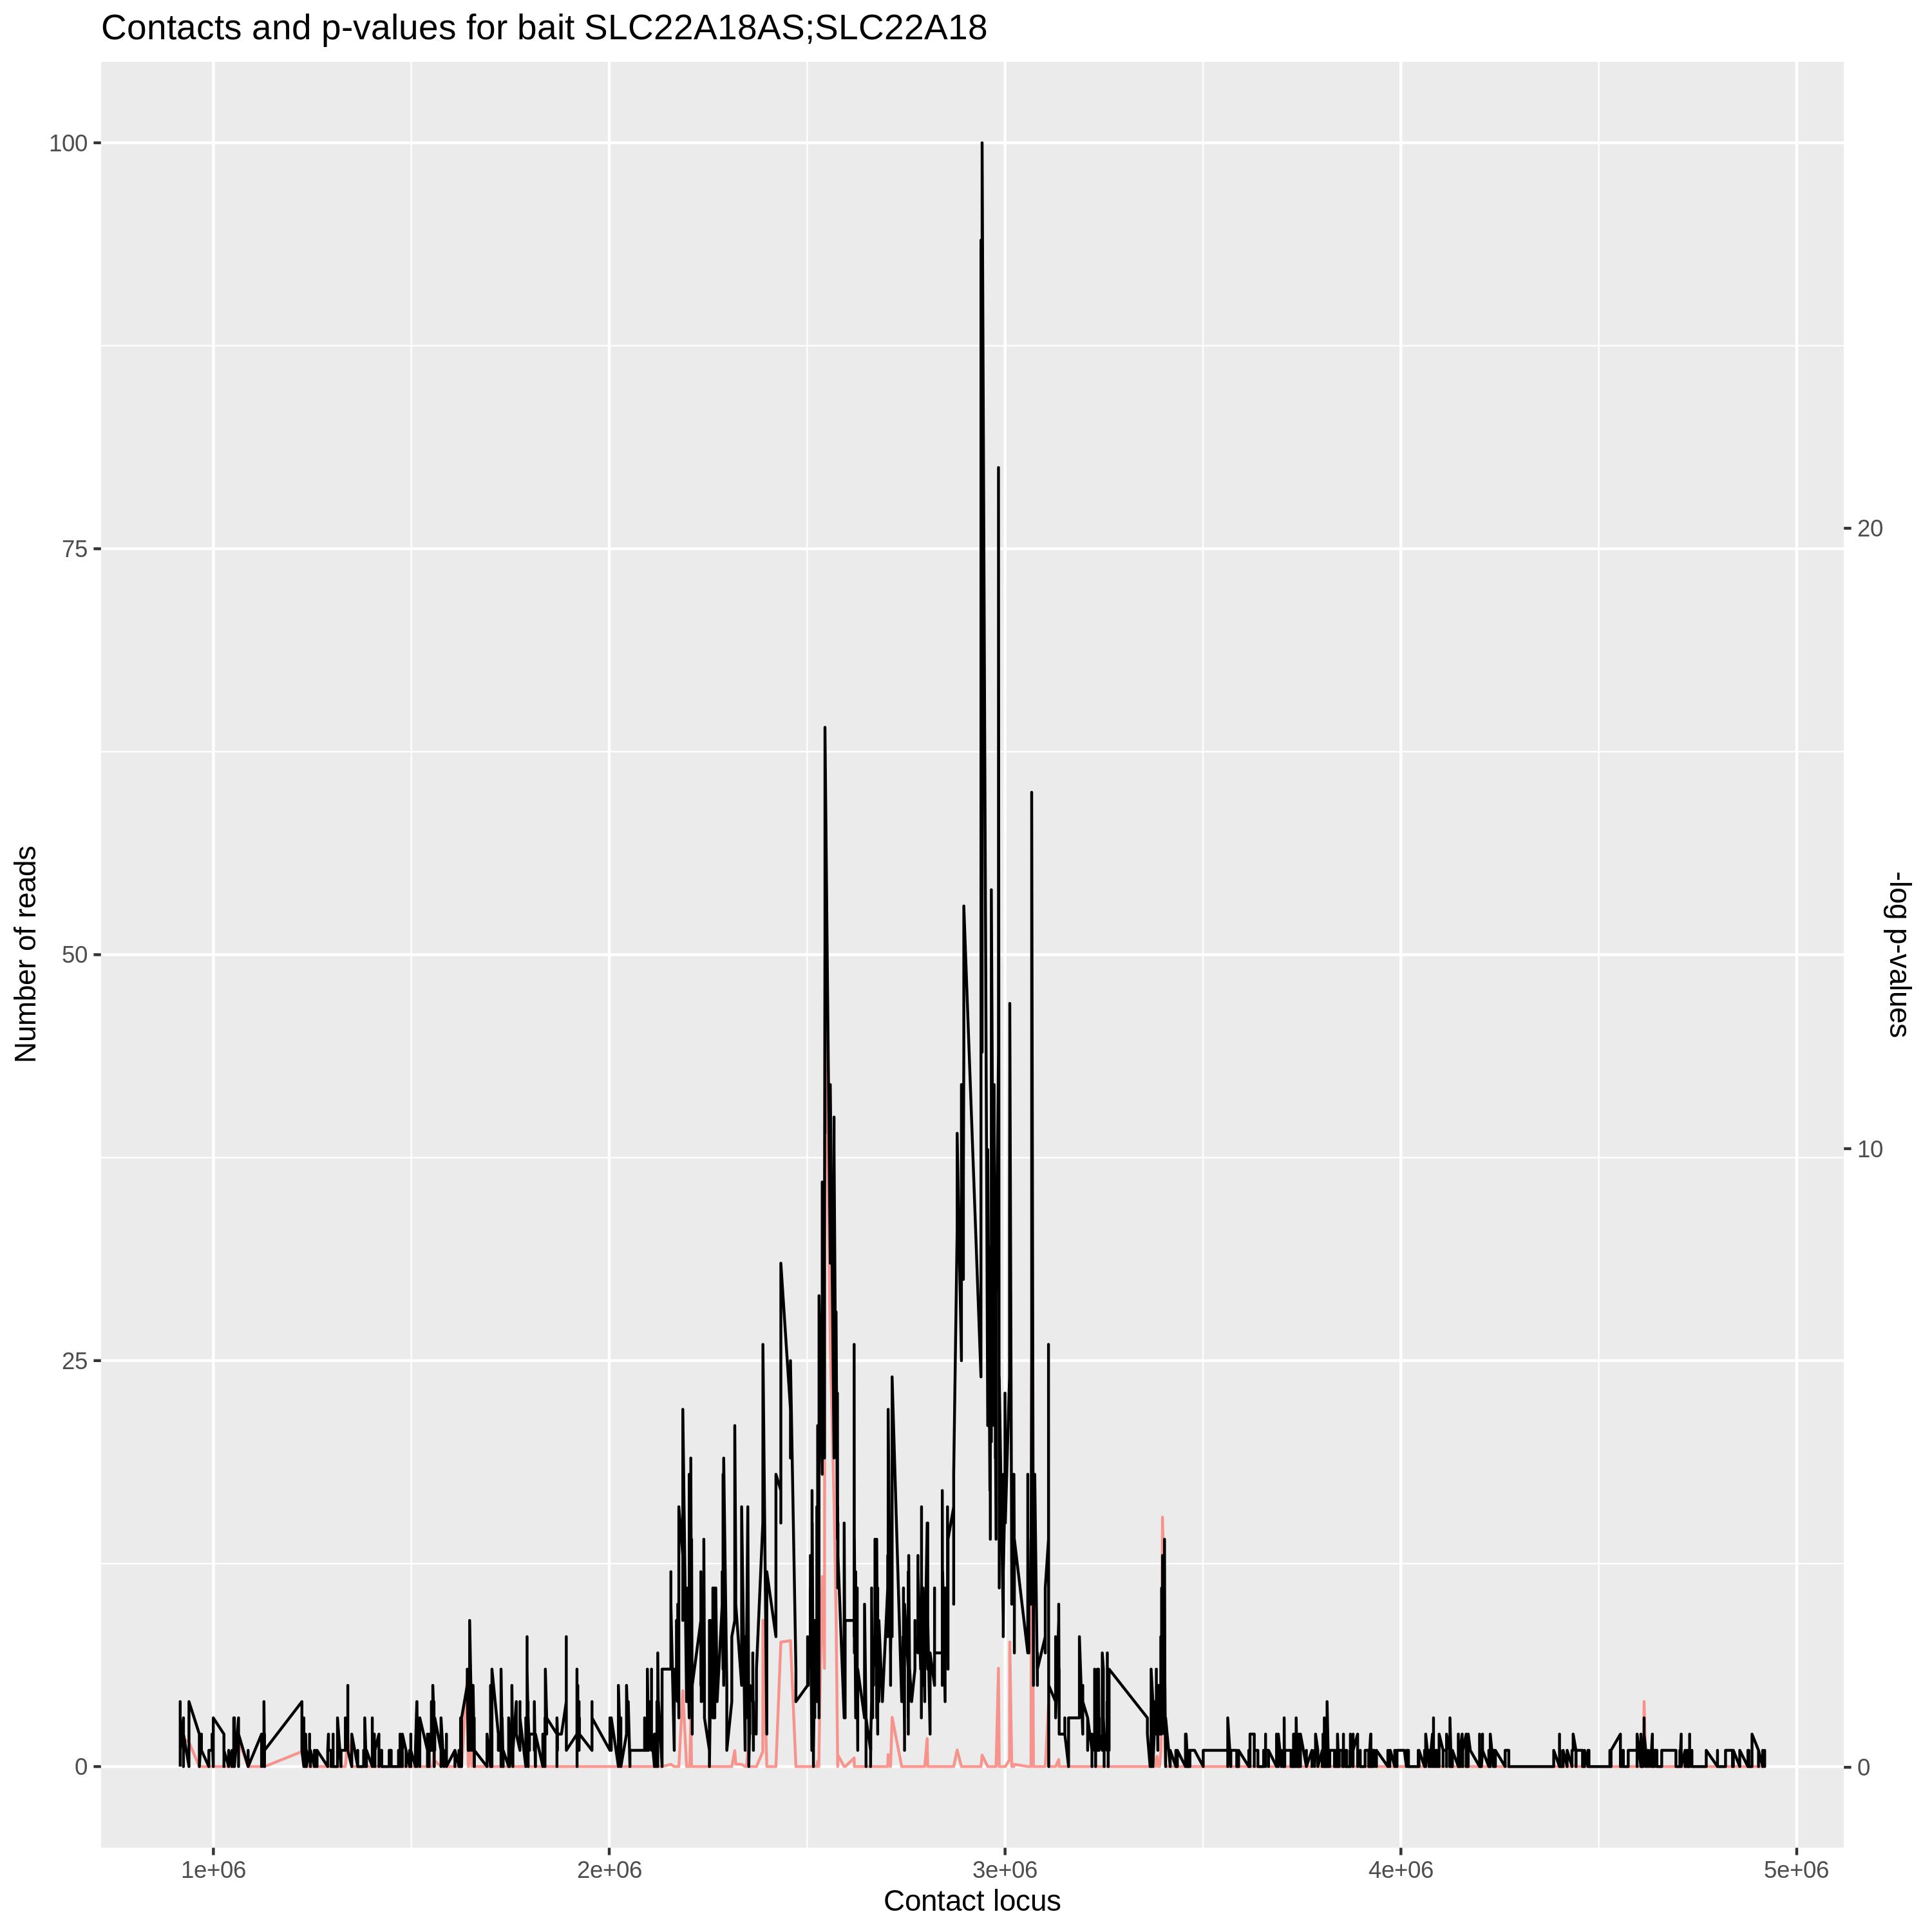 Contacts and p-values for bait SLC22A18AS;SLC22A18
100
75
50
25
0
Number of reads
20
10
0
-log p-values
1e+06
2e+06
3e+06
4e+06
5e+06
Contact locus